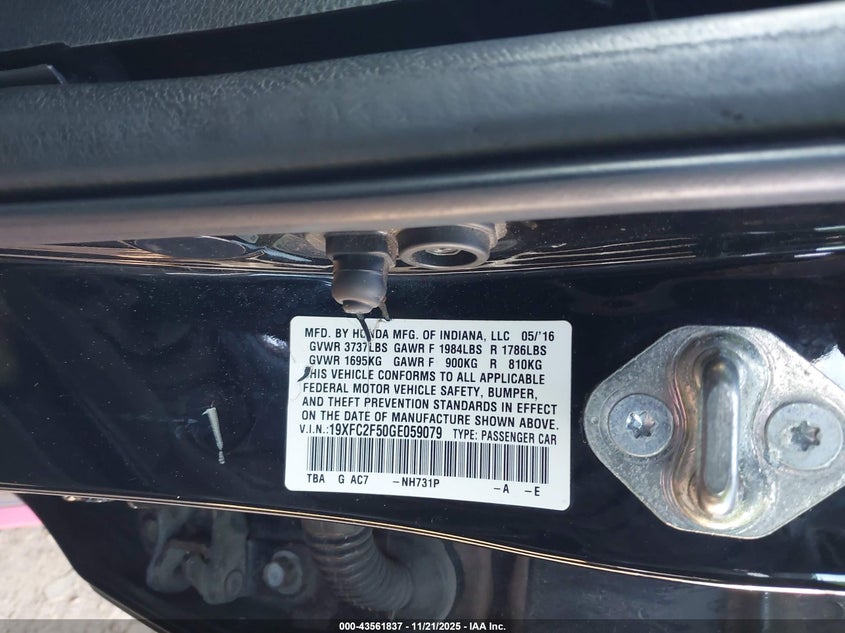 MFD. BY HONDA MFG. OF INDIANA, LLC 05/'16
GVWR 3737LBS GAWR F 1984LBS R 1786LBS
GVWR 1695KG GAWR F 900KG R 810KG
THIS VEHICLE CONFORMS TO ALL APPLICABLE
FEDERAL MOTOR VEHICLE SAFETY, BUMPER,
AND THEFT PREVENTION STANDARDS IN EFFECT
ON THE DATE OF MANUFACTURE SHOWN ABOVE.
V.I.N.:19XFC2F50GE059079 TYPE: PASSENGER CAR
TBA G AC7 -NH731P -A -E
000-43561837 - 11/21/2025 - IAA Inc.